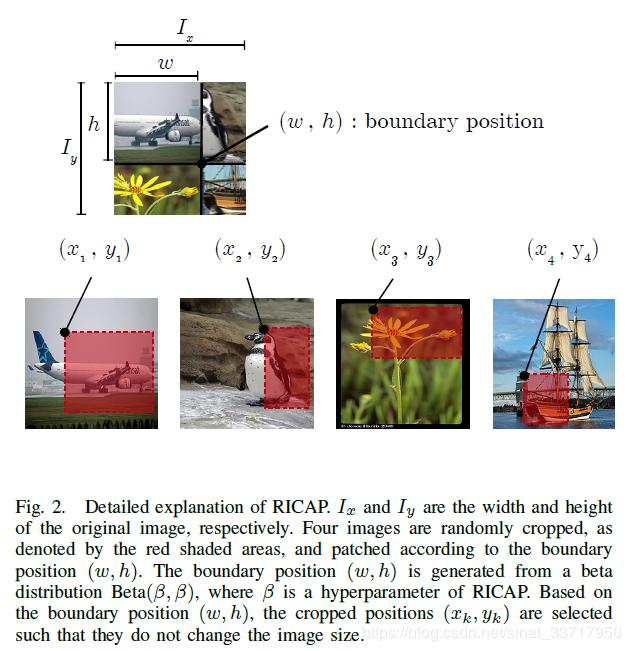 I_x
w
h
I_y
(w , h) : boundary position
(x_1 , y_1)
(x_2 , y_2)
(x_3 , y_3)
(x_4 , y_4)
Fig. 2. Detailed explanation of RICAP. I_x and I_y are the width and height
of the original image, respectively. Four images are randomly cropped, as
denoted by the red shaded areas, and patched according to the boundary
position (w, h). The boundary position (w, h) is generated from a beta
distribution Beta(β, β), where β is a hyperparameter of RICAP. Based on
the boundary position (w, h), the cropped positions (x_k, y_k) are selected
such that they do not change the image size.
https://blog.csdn.net/sinat_33717950